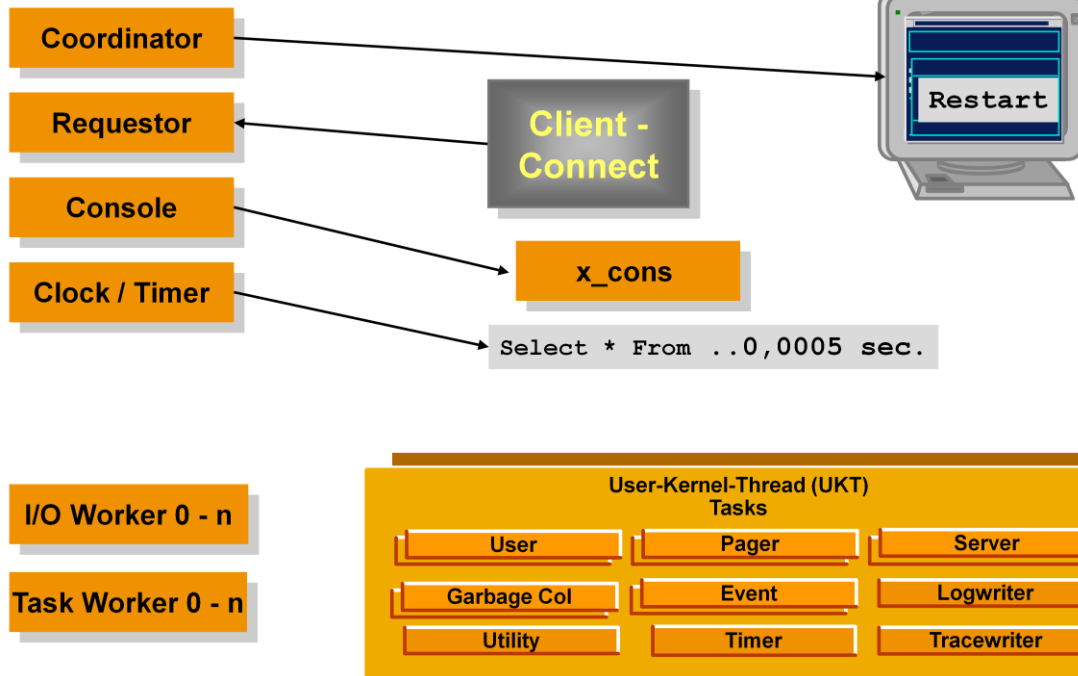 Coordinator
Restart
Requestor
Client -
Connect
Console
x_cons
Clock / Timer
Select * From ..0,0005 sec.
User-Kernel-Thread (UKT)
Tasks
I/O Worker 0 - n
User
Pager
Server
Garbage Col
Event
Logwriter
Task Worker 0 - n
Utility
Timer
Tracewriter